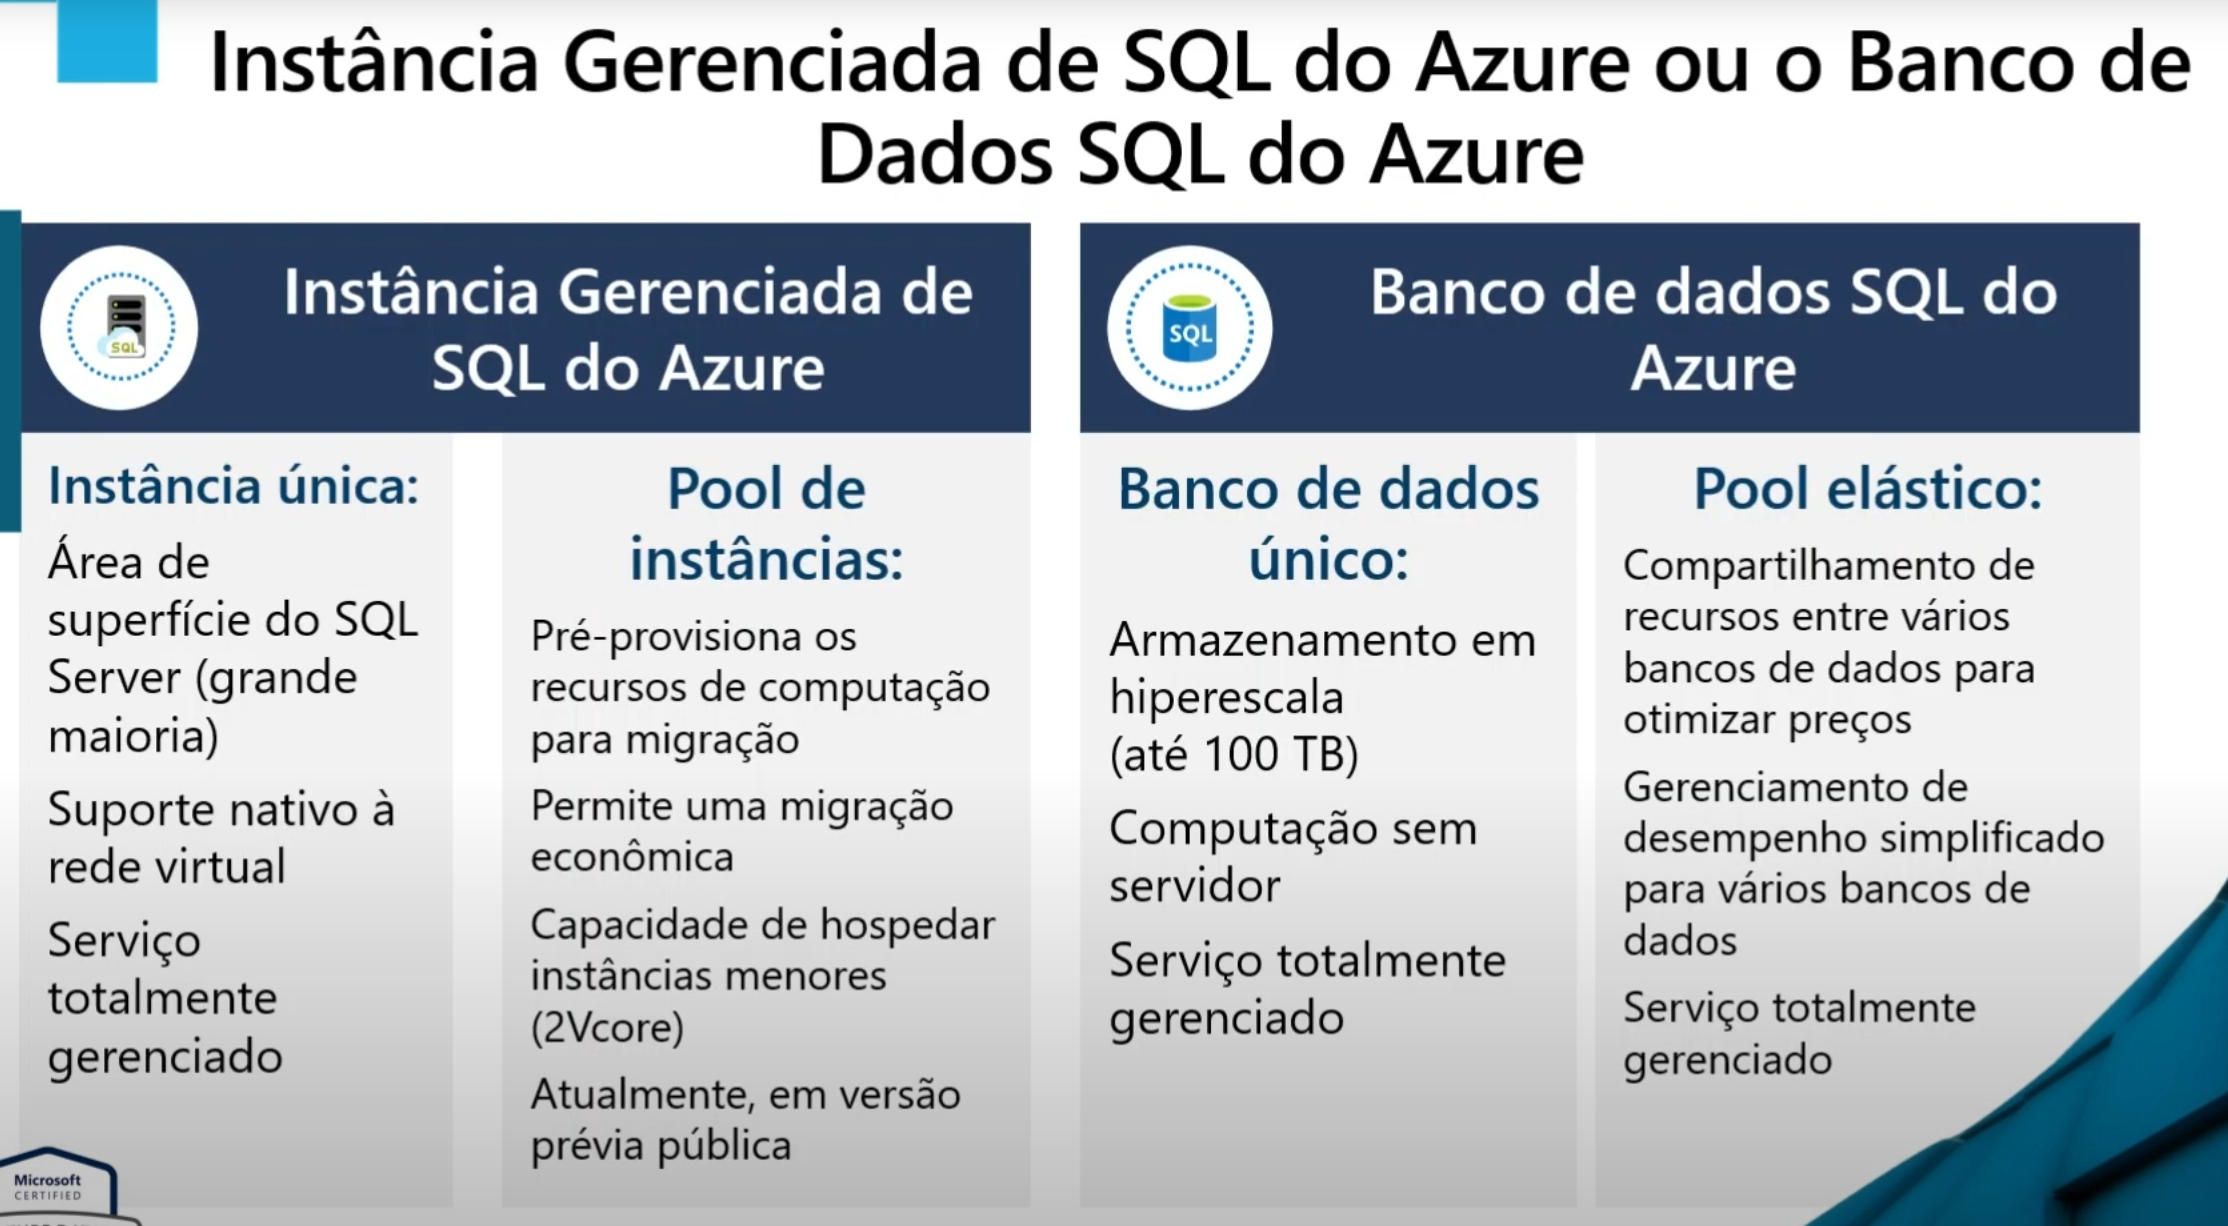 Instância Gerenciada de SQL do Azure ou o Banco de
Dados SQL do Azure
SQL
Instância Gerenciada de
SQL do Azure
Instância única:
Área de
superfície do SQL
Server (grande
maioria)
Suporte nativo à
rede virtual
Serviço
totalmente
gerenciado
Pool de
instâncias:
Pré-provisiona os
recursos de computação
para migração
Permite uma migração
econômica
Capacidade de hospedar
instâncias menores
(2Vcore)
Atualmente, em versão
prévia pública
SQL
Banco de dados SQL do
Azure
Banco de dados
único:
Armazenamento em
hiperescala
(até 100 TB)
Computação sem
servidor
Serviço totalmente
gerenciado
Pool elástico:
Compartilhamento de
recursos entre vários
bancos de dados para
otimizar preços
Gerenciamento de
desempenho simplificado
para vários bancos de
dados
Serviço totalmente
gerenciado
Microsoft
CERTIFIED